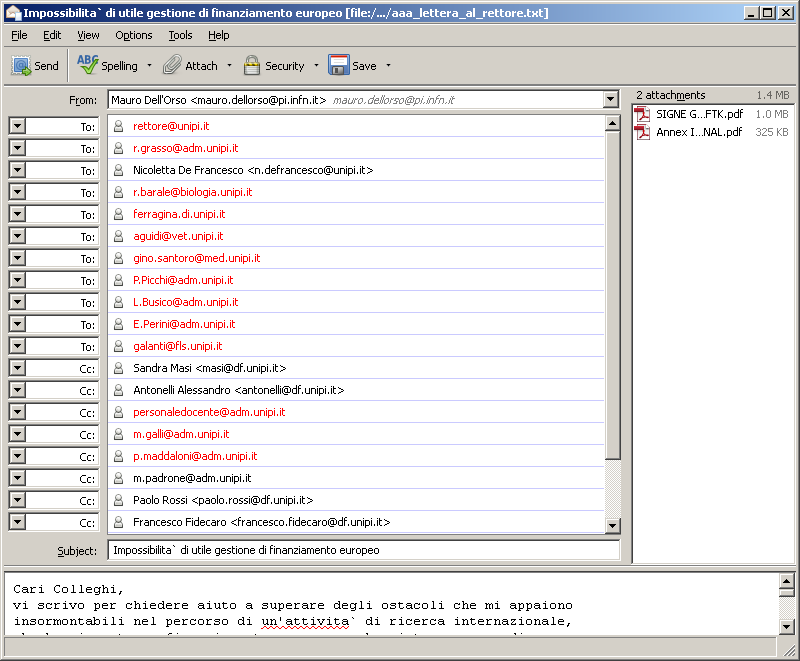 Impossibilita` di utile gestione di finanziamento europeo [file:/.../aaa_lettera_al_rettore.txt]
File Edit View Options Tools Help
Send Spelling Attach Security Save
From: Mauro Dell'Orso <mauro.dellorso@pi.infn.it> mauro.dellorso@pi.infn.it
To: rettore@unipi.it
To: r.grasso@adm.unipi.it
To: Nicoletta De Francesco <n.defrancesco@unipi.it>
To: r.barale@biologia.unipi.it
To: ferragina.di.unipi.it
To: aguidi@vet.unipi.it
To: gino.santoro@med.unipi.it
To: P.Picchi@adm.unipi.it
To: L.Busico@adm.unipi.it
To: E.Perini@adm.unipi.it
To: galanti@fls.unipi.it
Cc: Sandra Masi <masi@df.unipi.it>
Cc: Antonelli Alessandro <antonelli@df.unipi.it>
Cc: personaledocente@adm.unipi.it
Cc: m.galli@adm.unipi.it
Cc: p.maddaloni@adm.unipi.it
Cc: m.padrone@adm.unipi.it
Cc: Paolo Rossi <paolo.rossi@df.unipi.it>
Cc: Francesco Fidecaro <francesco.fidecaro@df.unipi.it>
Subject: Impossibilita` di utile gestione di finanziamento europeo
2 attachments 1.4 MB
SIGNE G...FTK.pdf 1.0 MB
Annex I...NAL.pdf 325 KB
Cari Colleghi,
vi scrivo per chiedere aiuto a superare degli ostacoli che mi appaiono
insormontabili nel percorso di un'attivita` di ricerca internazionale,